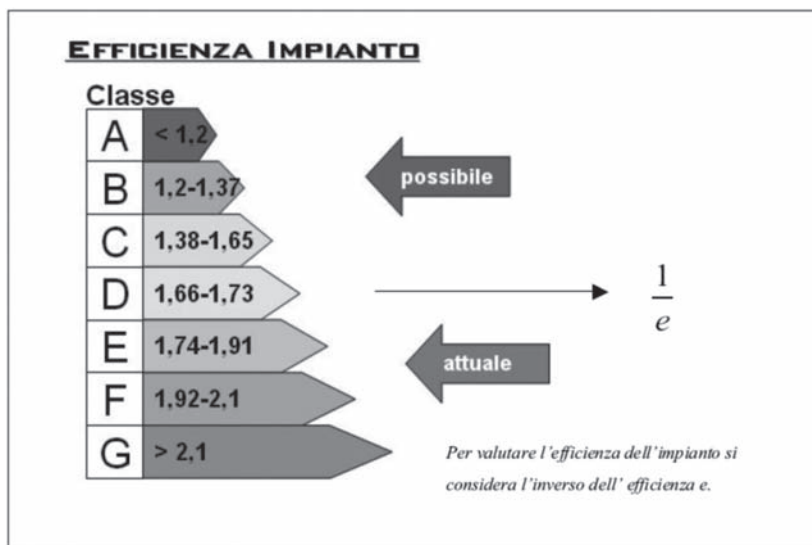 EFFICIENZA IMPIANTO
Classe
A < 1,2
B 1,2-1,37
C 1,38-1,65
D 1,66-1,73
E 1,74-1,91
F 1,92-2,1
G > 2,1
possibile
1
e
attuale
Per valutare l'efficienza dell'impianto si
considera l'inverso dell' efficienza e.